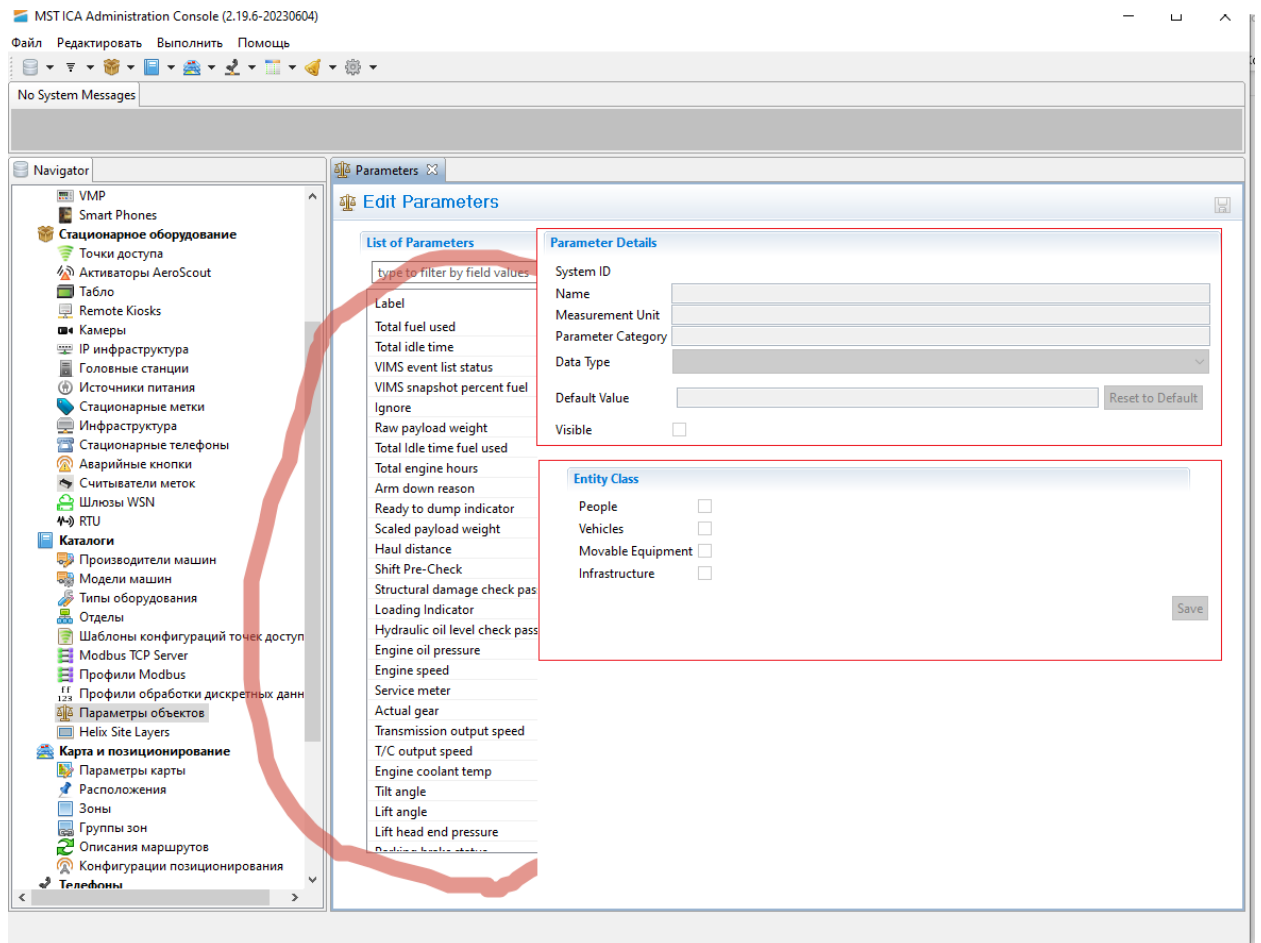 MST ICA Administration Console (2.19.6-20230604)
Файл Редактировать Выполнить Помощь
No System Messages
Navigator
VMP
Smart Phones
Стационарное оборудование
Точки доступа
Активаторы AeroScout
Табло
Remote Kiosks
Камеры
IP инфраструктура
Головные станции
Источники питания
Стационарные метки
Инфраструктура
Стационарные телефоны
Аварийные кнопки
Считыватели меток
Шлюзы WSN
RTU
Каталоги
Производители машин
Модели машин
Типы оборудования
Отделы
Шаблоны конфигураций точек доступ
Modbus TCP Server
Профили Modbus
Профили обработки дискретных данн
Параметры объектов
Helix Site Layers
Карта и позиционирование
Параметры карты
Расположения
Зоны
Группы зон
Описания маршрутов
Конфигурации позиционирования
Телефоны
Parameters
Edit Parameters
List of Parameters
type to filter by field values
Label
Total fuel used
Total idle time
VIMS event list status
VIMS snapshot percent fuel
Ignore
Raw payload weight
Total Idle time fuel used
Total engine hours
Arm down reason
Ready to dump indicator
Scaled payload weight
Haul distance
Shift Pre-Check
Structural damage check pas
Loading Indicator
Hydraulic oil level check pass
Engine oil pressure
Engine speed
Service meter
Actual gear
Transmission output speed
T/C output speed
Engine coolant temp
Tilt angle
Lift angle
Lift head end pressure
Parking brake status
Parameter Details
System ID
Name
Measurement Unit
Parameter Category
Data Type
Default Value
Reset to Default
Visible
Entity Class
People
Vehicles
Movable Equipment
Infrastructure
Save